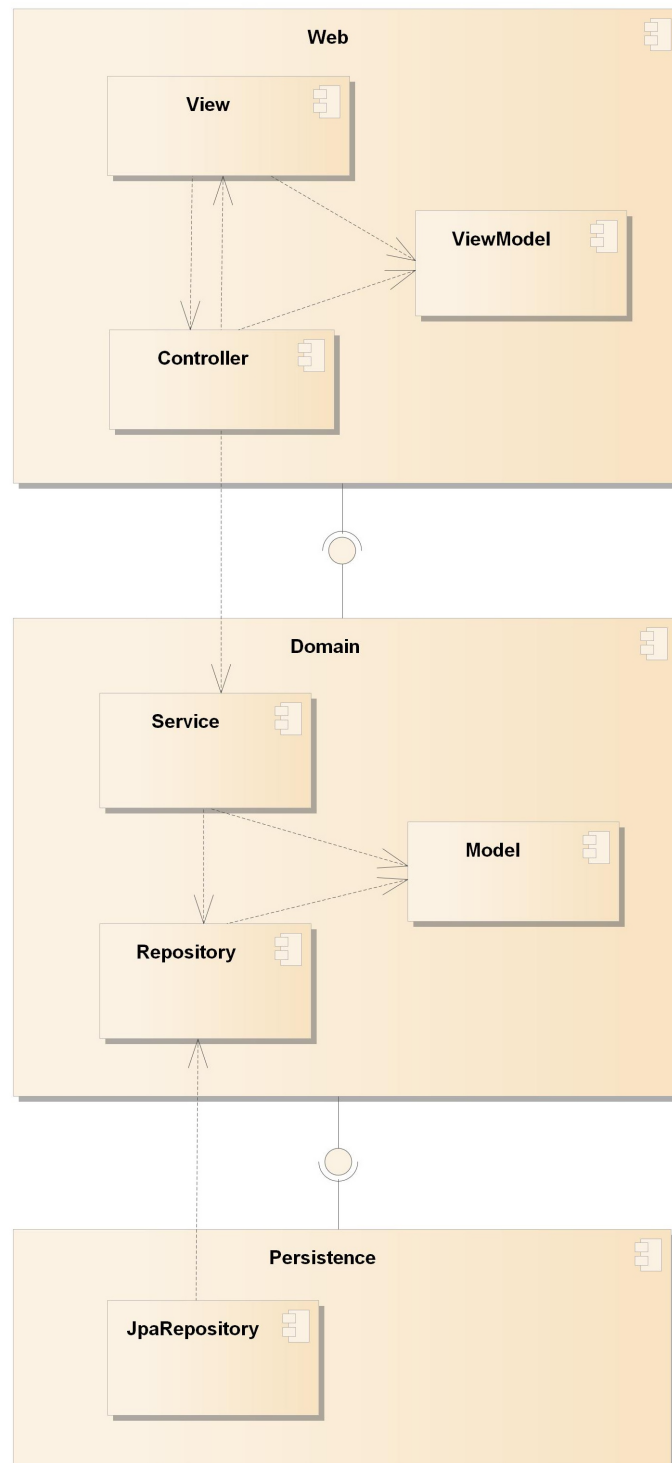 Web
View
ViewModel
Controller
Domain
Service
Model
Repository
Persistence
JpaRepository